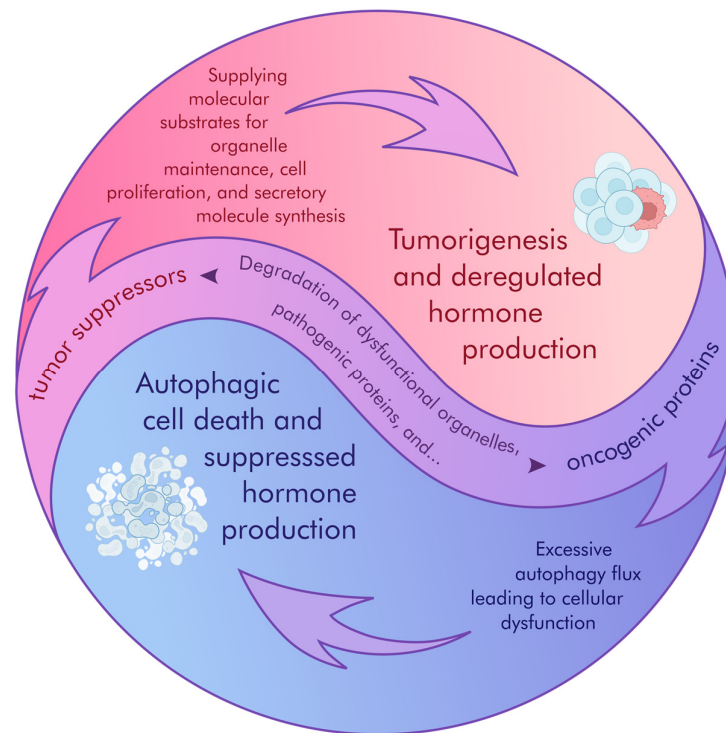 Supplying
molecular
substrates for
organelle
maintenance, cell
proliferation, and secretory
molecule synthesis
Tumorigenesis
and deregulated
hormone
production
tumor suppressors
Degradation of dysfunctional organelles,
pathogenic proteins, and...
oncogenic proteins
Autophagic
cell death and
suppresssed
hormone
production
Excessive
autophagy flux
leading to cellular
dysfunction